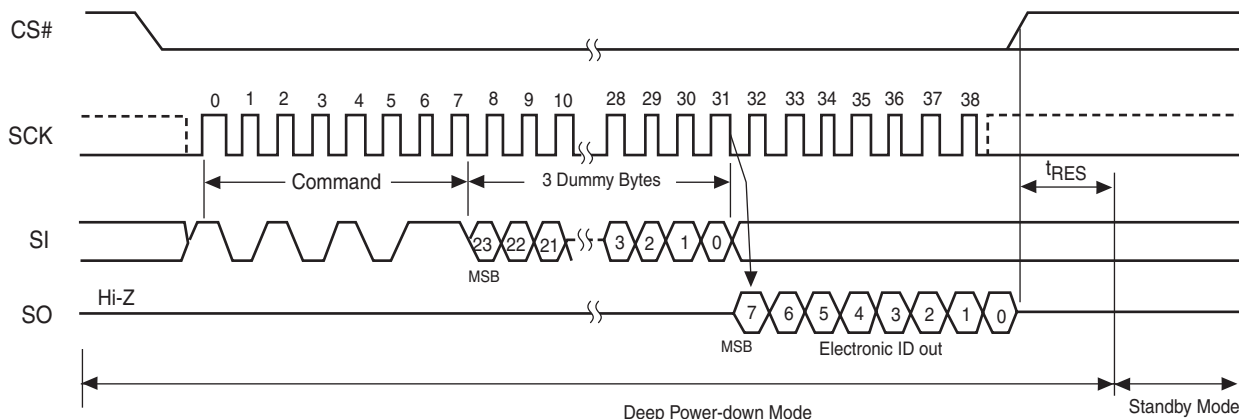 CS#
0 1 2 3 4 5 6 7 8 9 10 28 29 30 31 32 33 34 35 36 37 38
SCK
Command 3 Dummy Bytes tRES
SI 23 22 21 3 2 1 0
MSB
Hi-Z
SO 7 6 5 4 3 2 1 0
MSB Electronic ID out
Deep Power-down Mode Standby Mode